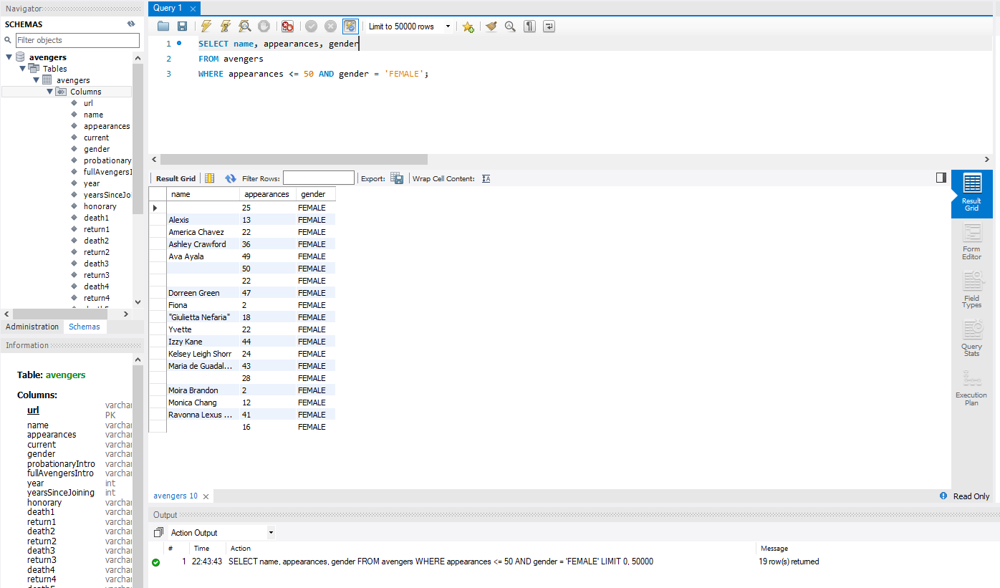 Navigator
SCHEMAS
Filter objects
avengers
Tables
avengers
Columns
url
name
appearances
current
gender
probationary
fullAvengersI
year
yearsSinceJoi
honorary
death1
return1
death2
return2
death3
return3
death4
return4
Administration Schemas
Information
Table: avengers
Columns:
url varchar
PK
name varchar
appearances varchar
current varchar
gender varchar
probationaryIntro varchar
fullAvengersIntro varchar
year int
yearsSinceJoining int
honorary varchar
death1 varchar
return1 varchar
death2 varchar
return2 varchar
death3 varchar
return3 varchar
death4 varchar
return4 varchar
Query 1
Limit to 50000 rows
1 SELECT name, appearances, gender
2 FROM avengers
3 WHERE appearances <= 50 AND gender = 'FEMALE';
Result Grid Filter Rows: Export: Wrap Cell Content:
name appearances gender
25 FEMALE
Alexis 13 FEMALE
America Chavez 22 FEMALE
Ashley Crawford 36 FEMALE
Ava Ayala 49 FEMALE
50 FEMALE
22 FEMALE
Dorreen Green 47 FEMALE
Fiona 2 FEMALE
"Giulietta Nefaria" 18 FEMALE
Yvette 22 FEMALE
Izzy Kane 44 FEMALE
Kelsey Leigh Shorr 24 FEMALE
Maria de Guadal... 43 FEMALE
28 FEMALE
Moira Brandon 2 FEMALE
Monica Chang 12 FEMALE
Ravonna Lexus ... 41 FEMALE
16 FEMALE
Result
Grid
Form
Editor
Field
Types
Query
Stats
Execution
Plan
avengers 10
Read Only
Output
Action Output
# Time Action Message
1 22:43:43 SELECT name, appearances, gender FROM avengers WHERE appearances <= 50 AND gender = 'FEMALE' LIMIT 0, 50000 19 row(s) returned